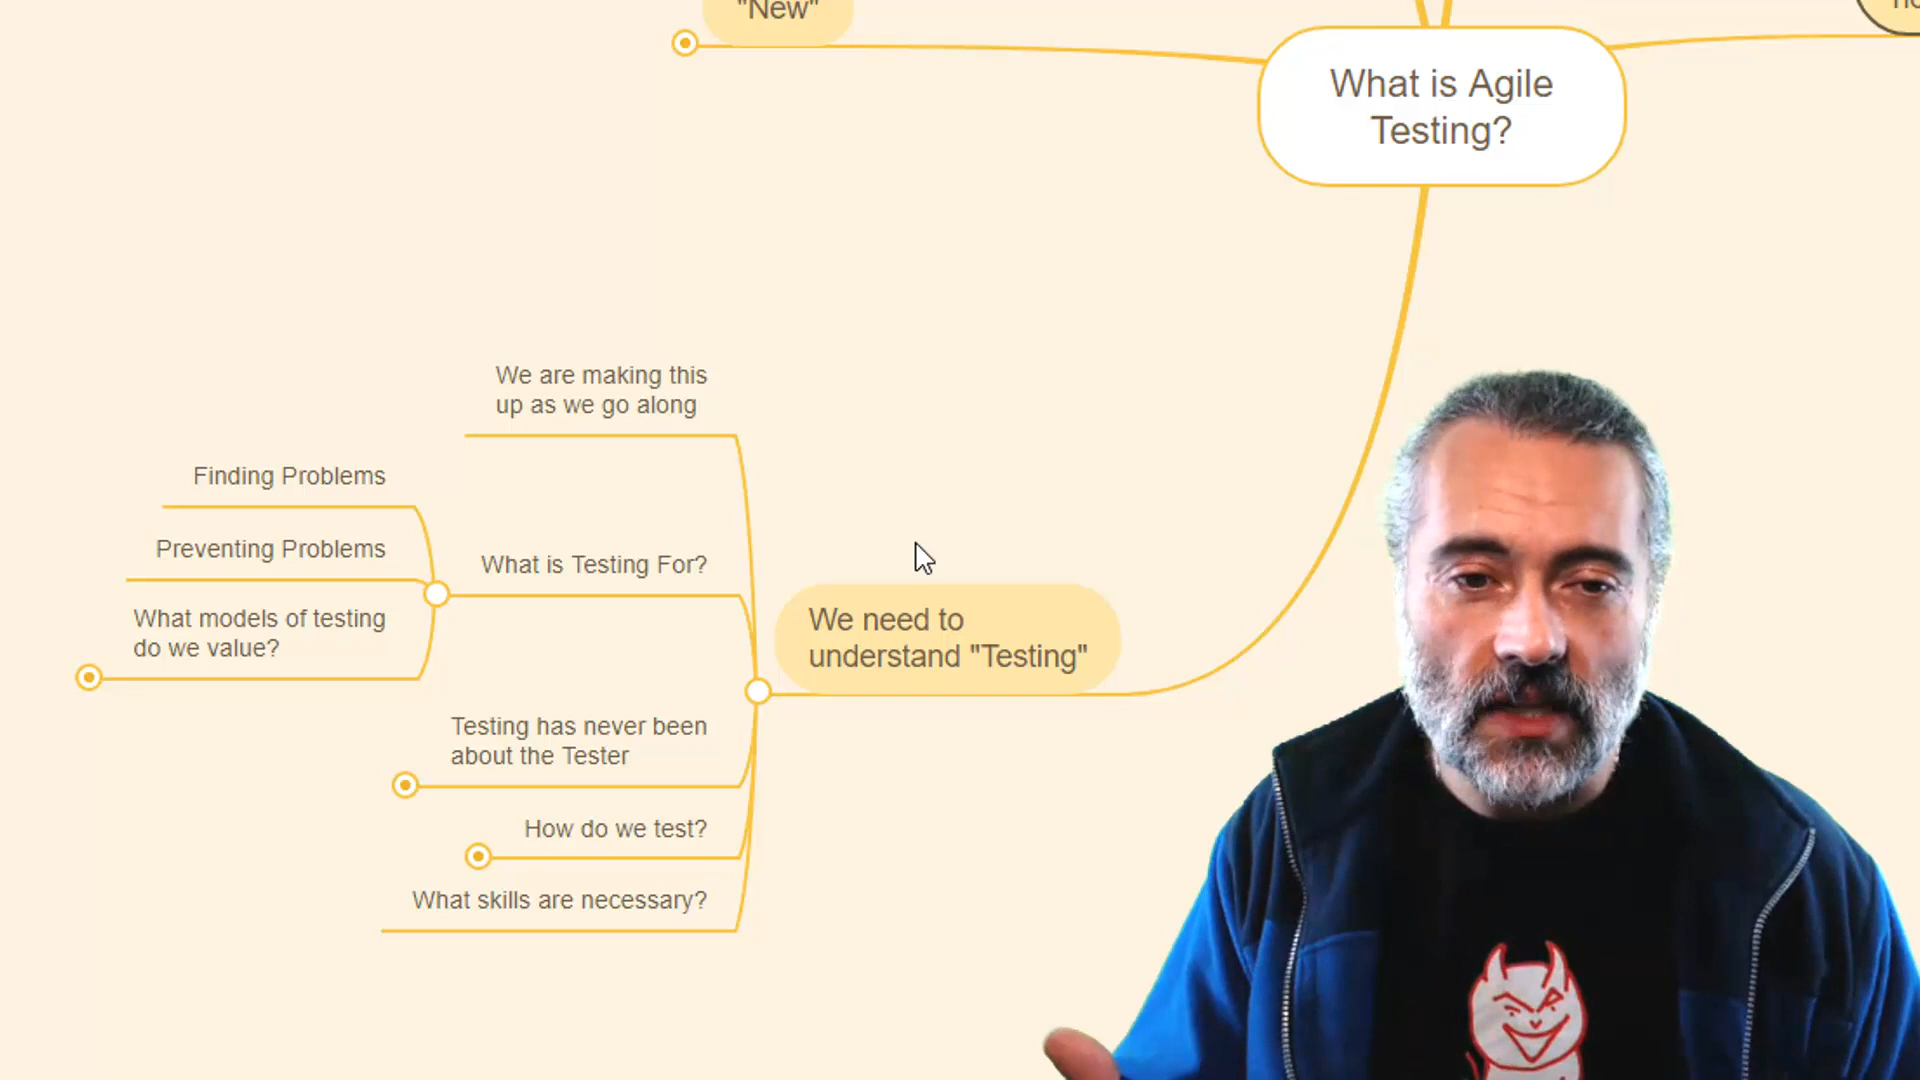 "New"
What is Agile
Testing?
We are making this
up as we go along
Finding Problems
Preventing Problems
What is Testing For?
What models of testing
do we value?
We need to
understand "Testing"
Testing has never been
about the Tester
How do we test?
What skills are necessary?